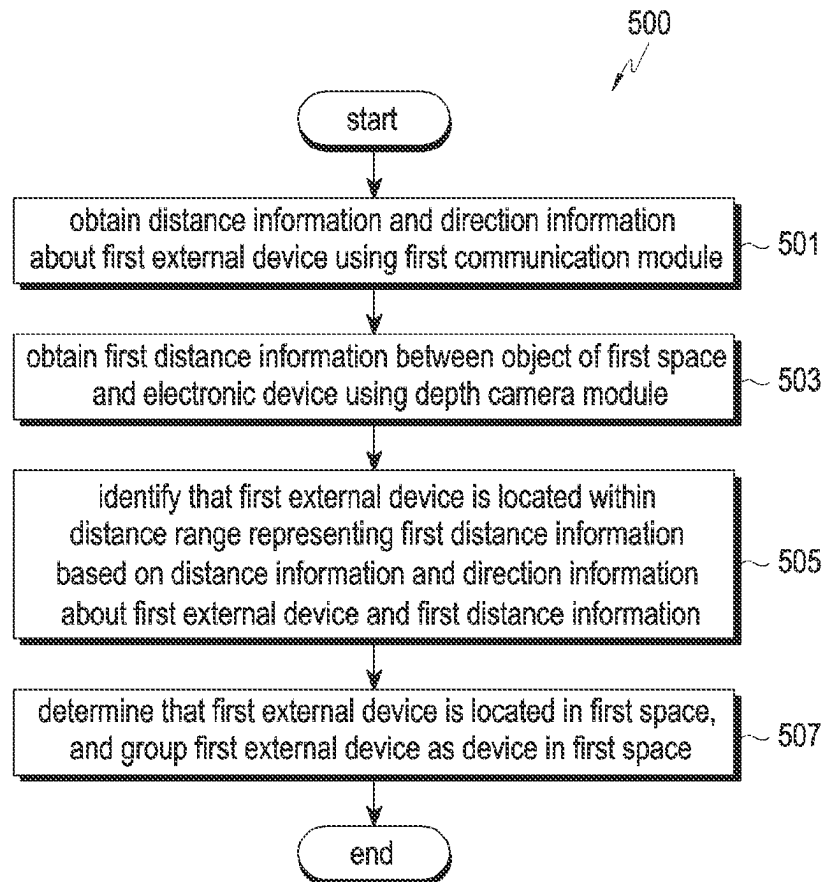 500
start
obtain distance information and direction information
about first external device using first communication module
501
obtain first distance information between object of first space
and electronic device using depth camera module
503
identify that first external device is located within
distance range representing first distance information
based on distance information and direction information
about first external device and first distance information
505
determine that first external device is located in first space,
and group first external device as device in first space
507
end